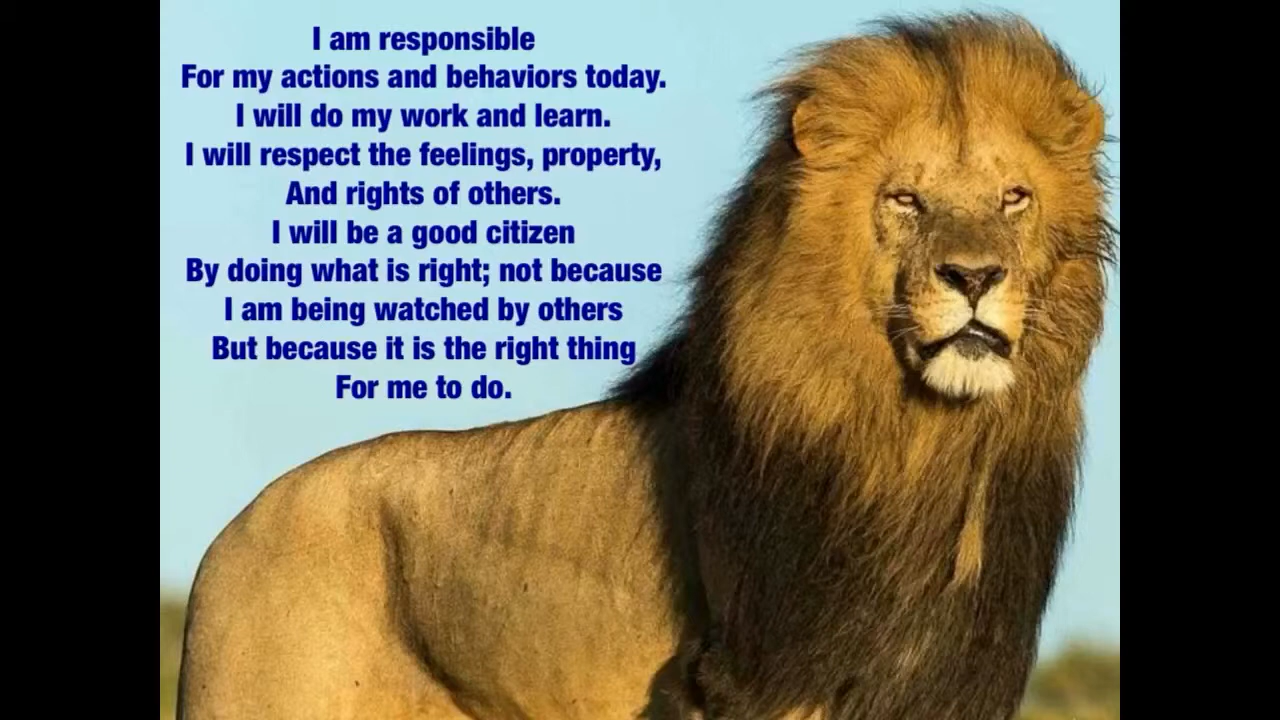 I am responsible
For my actions and behaviors today.
I will do my work and learn.
I will respect the feelings, property,
And rights of others.
I will be a good citizen
By doing what is right; not because
I am being watched by others
But because it is the right thing
For me to do.